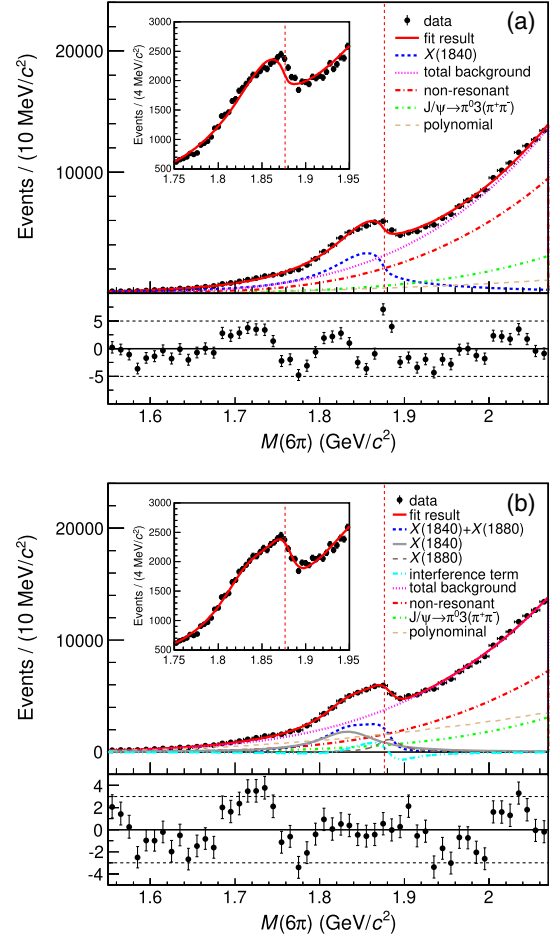 (a)
data
fit result
X(1840)
total background
non-resonant
J/ψ→π⁰3(π⁺π⁻)
polynomial
Events / (10 MeV/c²)
20000
10000
Events / (4 MeV/c²)
3000
2500
2000
1500
1000
500
1.75 1.8 1.85 1.9 1.95
5
0
-5
1.6 1.7 1.8 1.9 2
M(6π) (GeV/c²)
(b)
data
fit result
X(1840)+X(1880)
X(1840)
X(1880)
interference term
total background
non-resonant
J/ψ→π⁰3(π⁺π⁻)
polynominal
Events / (10 MeV/c²)
20000
10000
0
Events / (4 MeV/c²)
3000
2500
2000
1500
1000
500
1.75 1.8 1.85 1.9 1.95
4
2
0
-2
-4
1.6 1.7 1.8 1.9 2
M(6π) (GeV/c²)